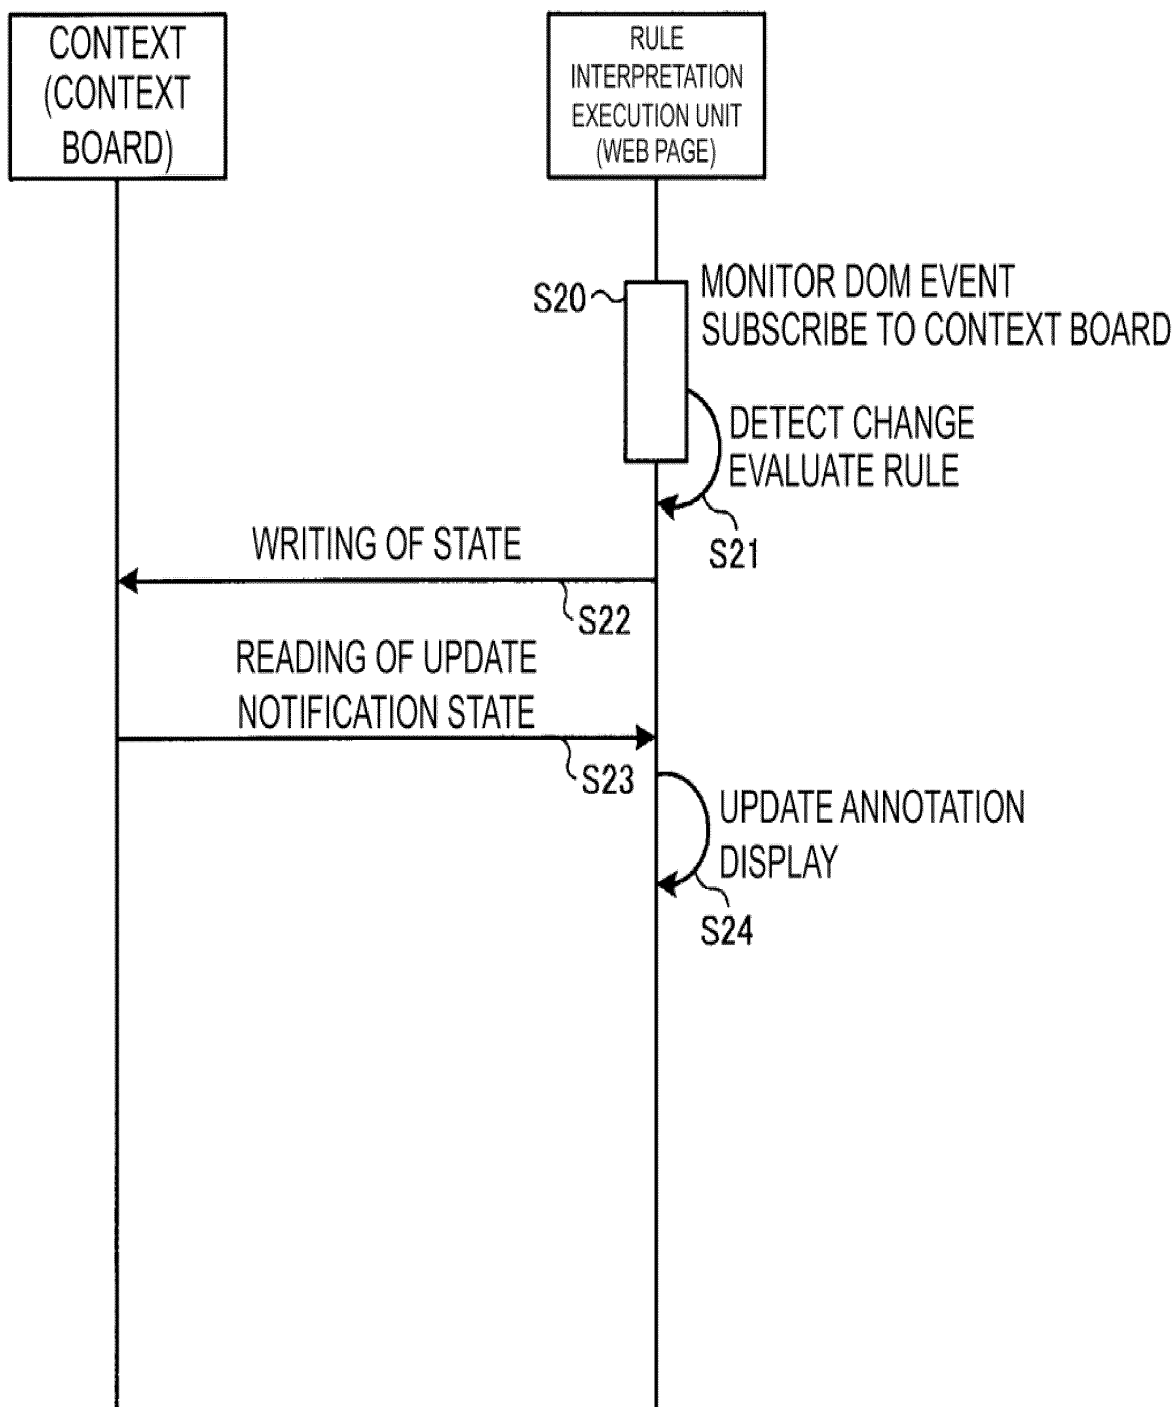 CONTEXT
(CONTEXT
BOARD)
RULE
INTERPRETATION
EXECUTION UNIT
(WEB PAGE)
S20
MONITOR DOM EVENT
SUBSCRIBE TO CONTEXT BOARD
DETECT CHANGE
EVALUATE RULE
S21
WRITING OF STATE
S22
READING OF UPDATE
NOTIFICATION STATE
S23
UPDATE ANNOTATION
DISPLAY
S24